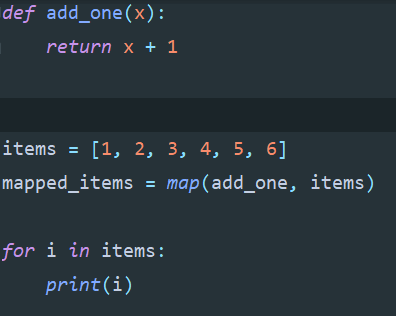 def add_one(x):
    return x + 1
items = [1, 2, 3, 4, 5, 6]
mapped_items = map(add_one, items)
for i in items:
    print(i)